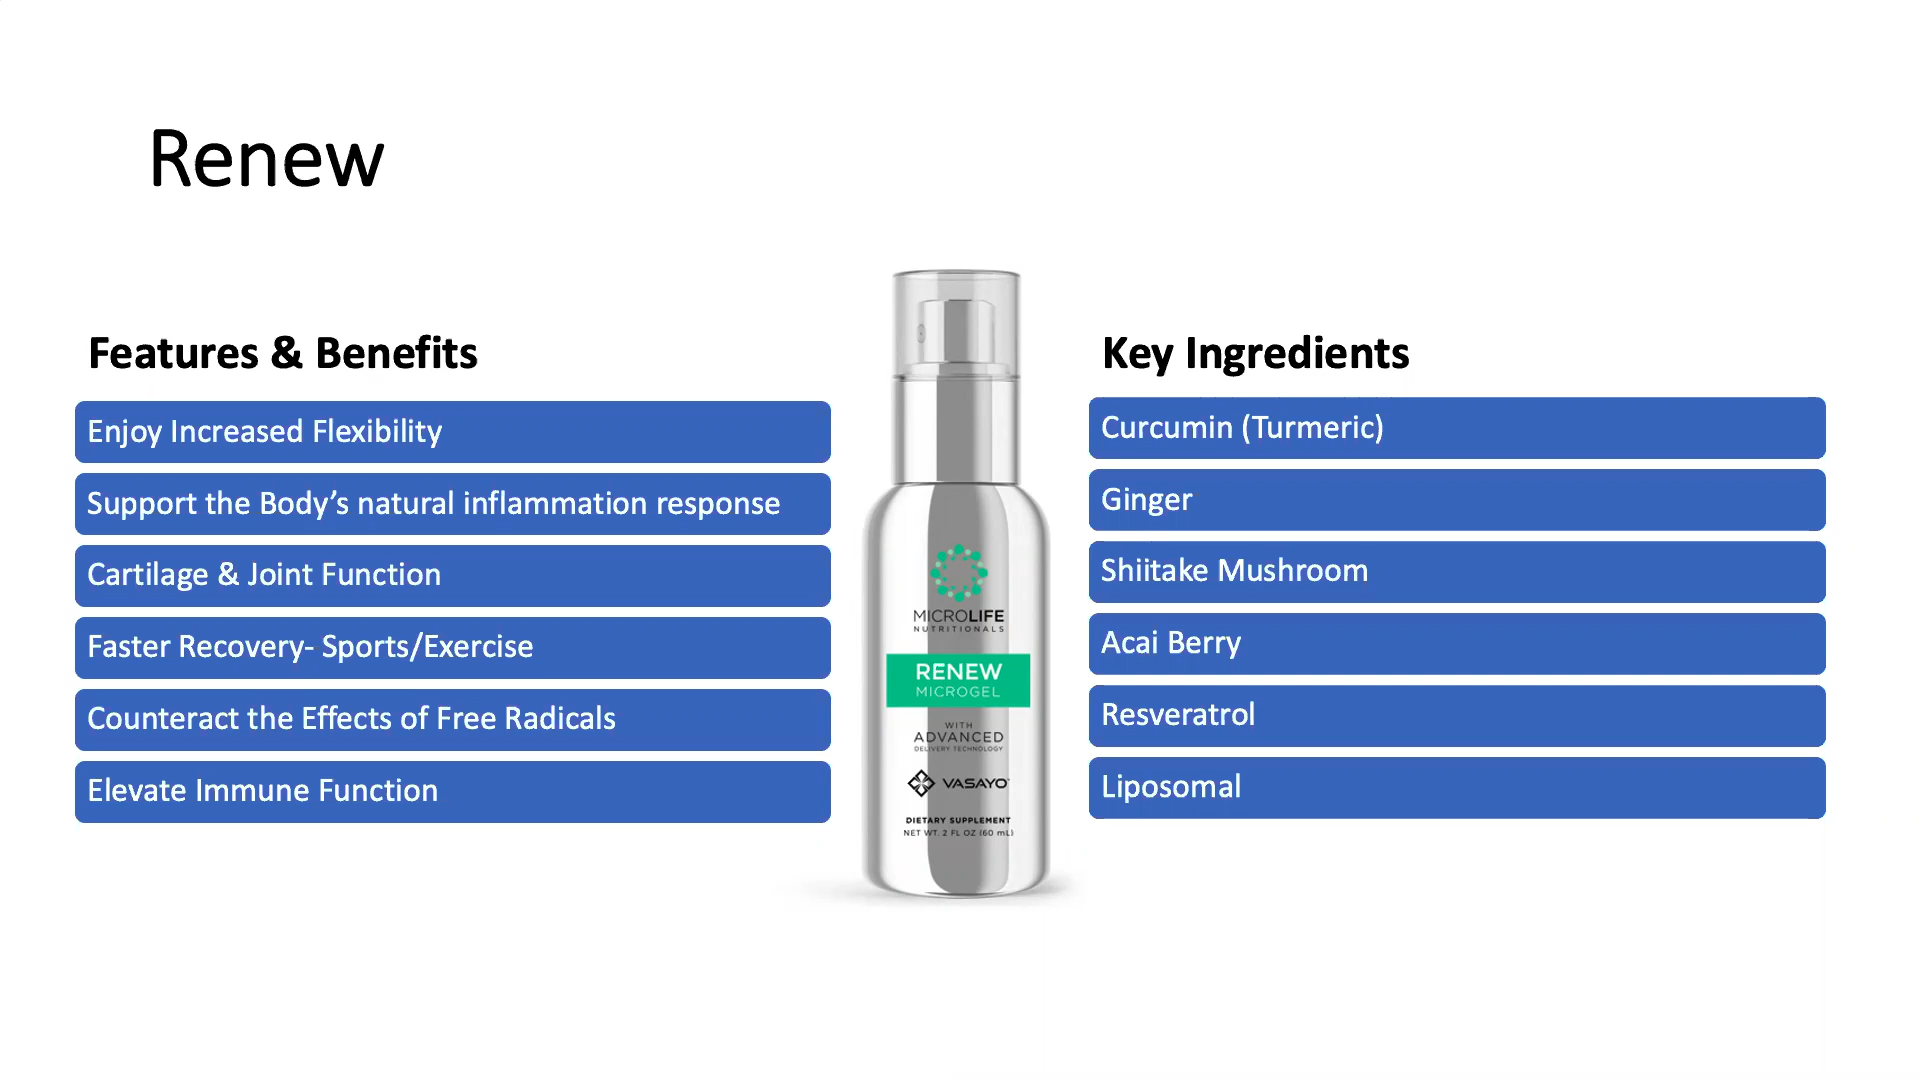 Renew
Features & Benefits
Enjoy Increased Flexibility
Support the Body’s natural inflammation response
Cartilage & Joint Function
Faster Recovery- Sports/Exercise
Counteract the Effects of Free Radicals
Elevate Immune Function
MICROLIFE
NUTRITIONALS
RENEW
MICROGEL
WITH
ADVANCED
DELIVERY TECHNOLOGY
VASAYO
DIETARY SUPPLEMENT
NET WT. 2 FL OZ (60 mL)
Key Ingredients
Curcumin (Turmeric)
Ginger
Shiitake Mushroom
Acai Berry
Resveratrol
Liposomal